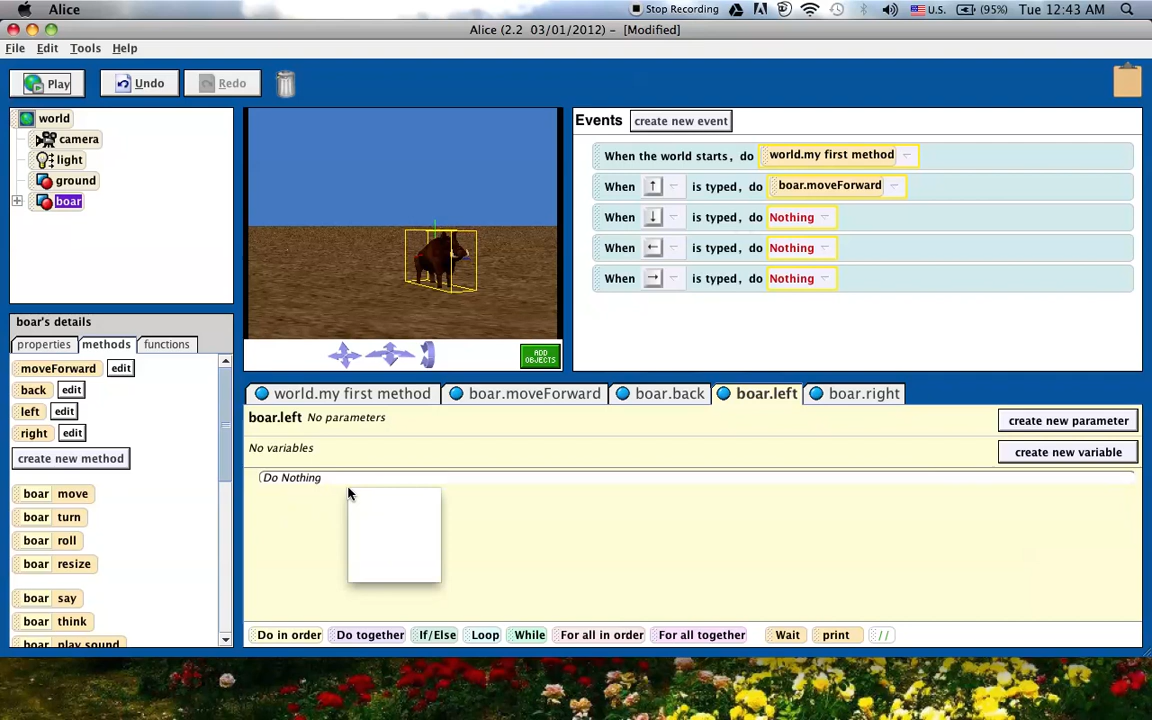 Alice
Stop Recording
U.S.
(95%)
Tue 12:43 AM
Alice (2.2 03/01/2012) - [Modified]
File Edit Tools Help
Play
Undo
Redo
world
camera
light
ground
boar
ADD
OBJECTS
Events
create new event
When the world starts, do world.my first method
When ↑ is typed, do boar.moveForward
When ↓ is typed, do Nothing
When ← is typed, do Nothing
When → is typed, do Nothing
boar's details
properties methods functions
moveForward edit
back edit
left edit
right edit
create new method
boar move
boar turn
boar roll
boar resize
boar say
boar think
boar play sound
world.my first method boar.moveForward boar.back boar.left boar.right
boar.left No parameters
create new parameter
No variables
create new variable
Do Nothing
Do in order Do together If/Else Loop While For all in order For all together Wait print //